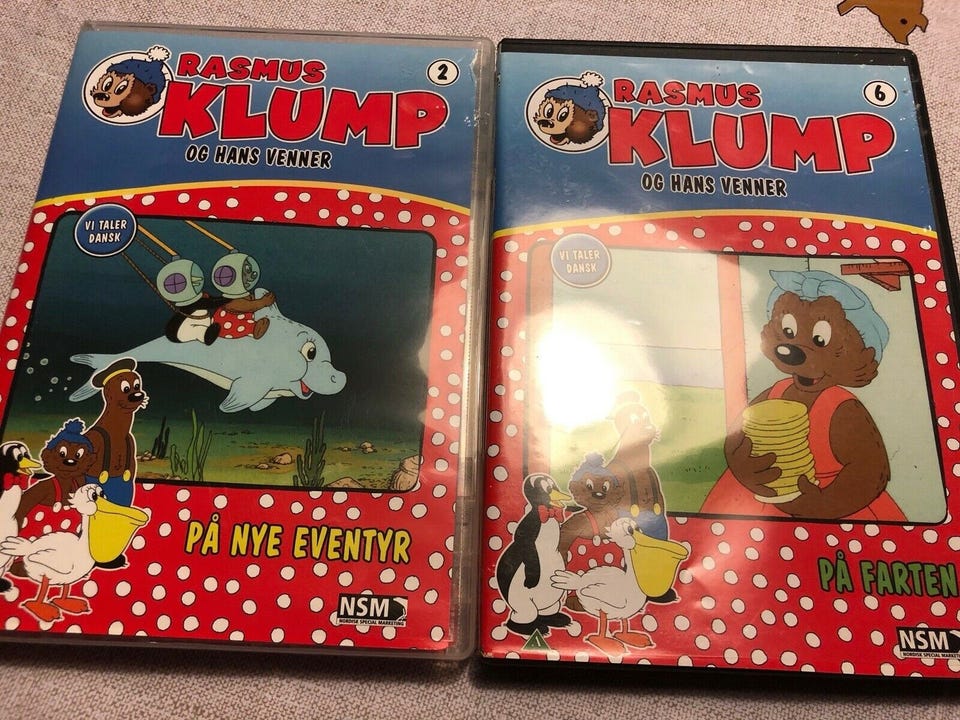 RASMUS
KLUMP
OG HANS VENNER
2
VI TALER
DANSK
PÅ NYE EVENTYR
NSM
NORDISK SPECIAL MARKETING
RASMUS
KLUMP
OG HANS VENNER
6
VI TALER
DANSK
PÅ FARTEN
NSM
NORDISK SPECIAL MARKETING